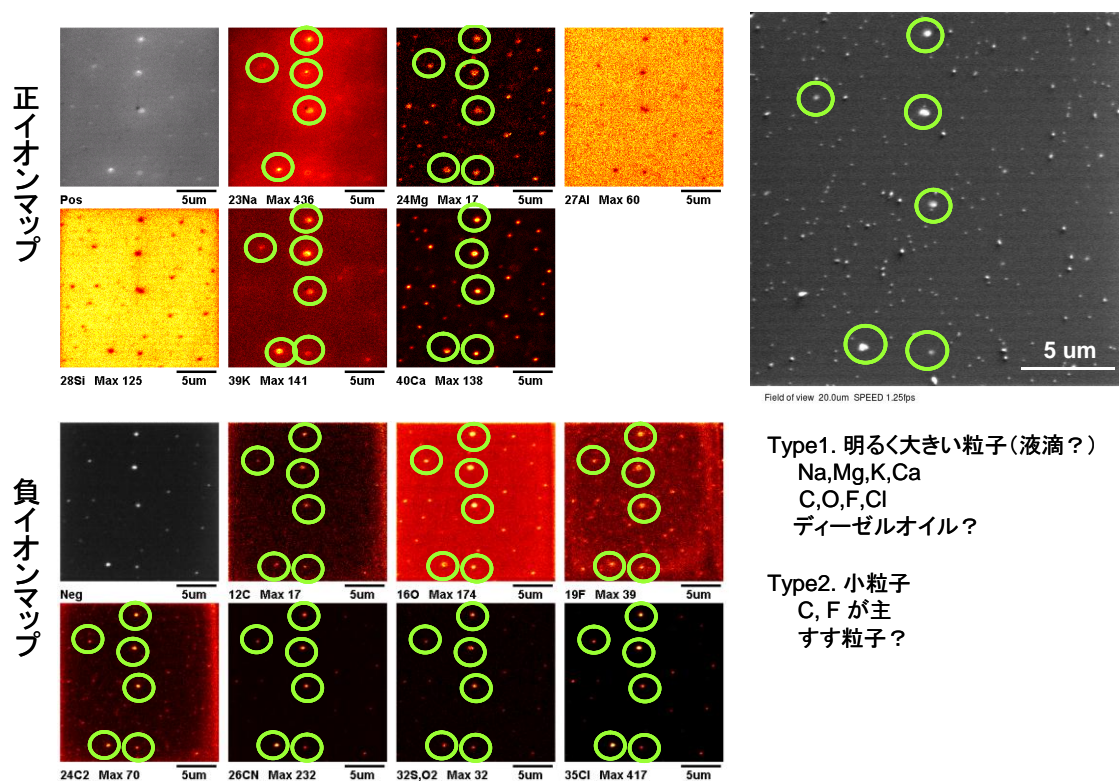 正イオンマップ
Pos 5um
23Na Max 436 5um
24Mg Max 17 5um
27Al Max 60 5um
28Si Max 125 5um
39K Max 141 5um
40Ca Max 138 5um
5 um
Field of view 20.0um SPEED 1.25fps
負イオンマップ
Neg 5um
12C Max 17 5um
16O Max 174 5um
19F Max 39 5um
24C2 Max 70 5um
26CN Max 232 5um
32S,O2 Max 32 5um
35Cl Max 417 5um
Type1. 明るく大きい粒子(液滴?)
Na,Mg,K,Ca
C,O,F,Cl
ディーゼルオイル?
Type2. 小粒子
C, F が主
すす粒子?